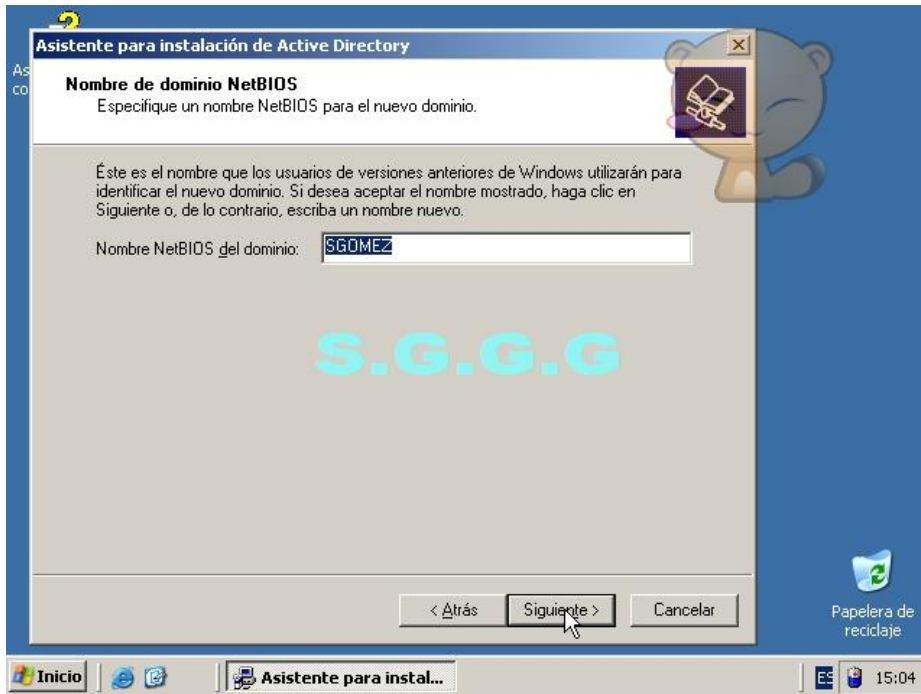 Asistente para instalación de Active Directory
As
co
Nombre de dominio NetBIOS
Especifique un nombre NetBIOS para el nuevo dominio.
Éste es el nombre que los usuarios de versiones anteriores de Windows utilizarán para
identificar el nuevo dominio. Si desea aceptar el nombre mostrado, haga clic en
Siguiente o, de lo contrario, escriba un nombre nuevo.
Nombre NetBIOS del dominio: SGOMEZ
S.G.G.G
< Atrás Siguiente > Cancelar
Papelera de
reciclaje
Inicio Asistente para instal... ES 15:04